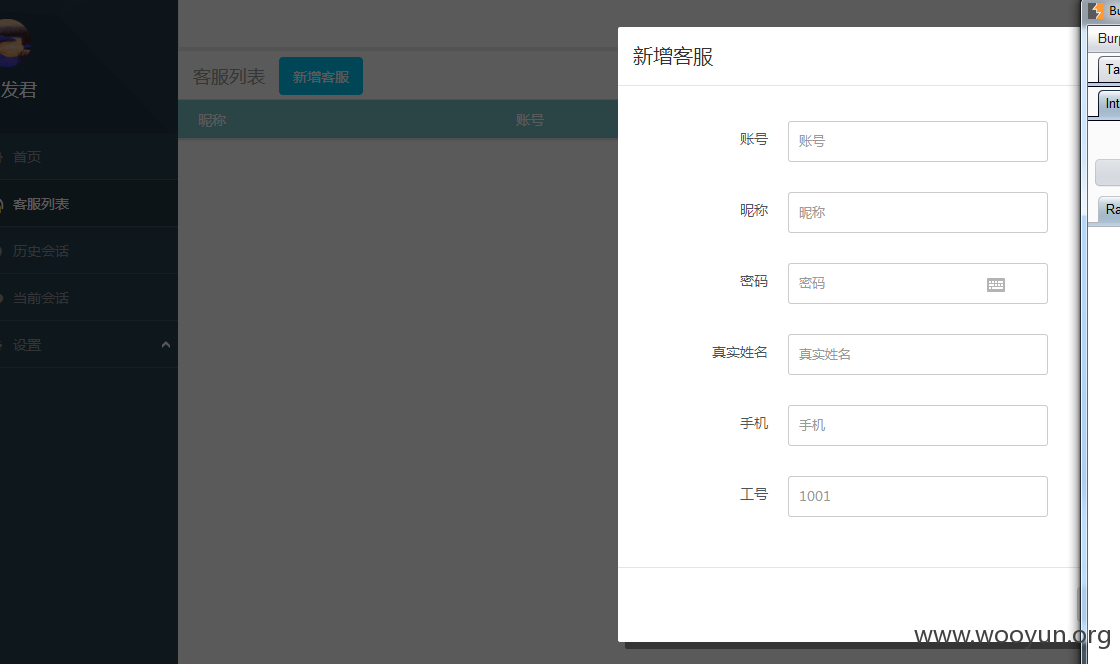 发君
首页
客服列表
历史会话
当前会话
设置
客服列表 新增客服
昵称 账号
新增客服
账号 账号
昵称 昵称
密码 密码
真实姓名 真实姓名
手机 手机
工号 1001
Bu
Burp
Ta
Int
Ra
www.wooyun.org